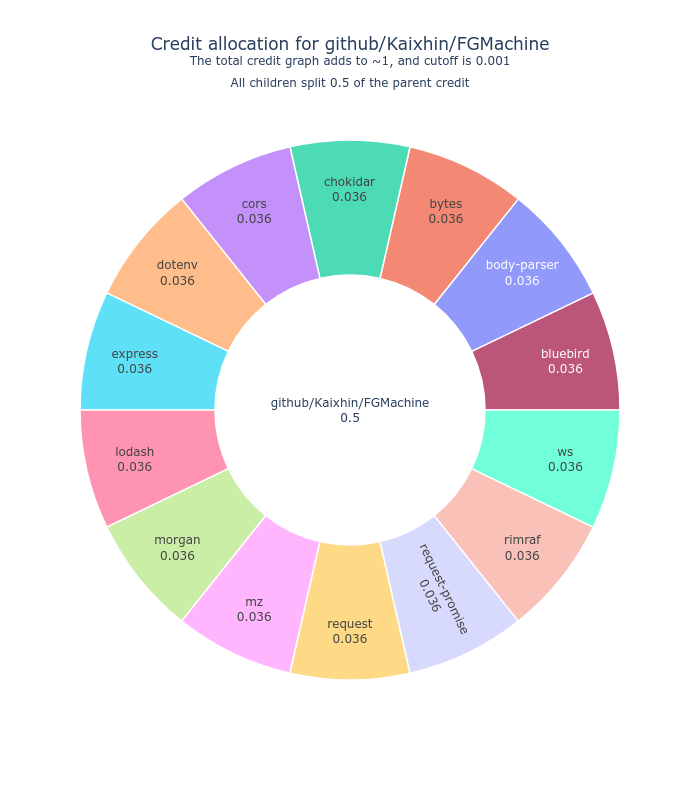 Credit allocation for github/Kaixhin/FGMachine
The total credit graph adds to ~1, and cutoff is 0.001
All children split 0.5 of the parent credit
chokidar
0.036
bytes
0.036
body-parser
0.036
bluebird
0.036
ws
0.036
rimraf
0.036
request-promise
0.036
request
0.036
mz
0.036
morgan
0.036
lodash
0.036
express
0.036
dotenv
0.036
cors
0.036
github/Kaixhin/FGMachine
0.5